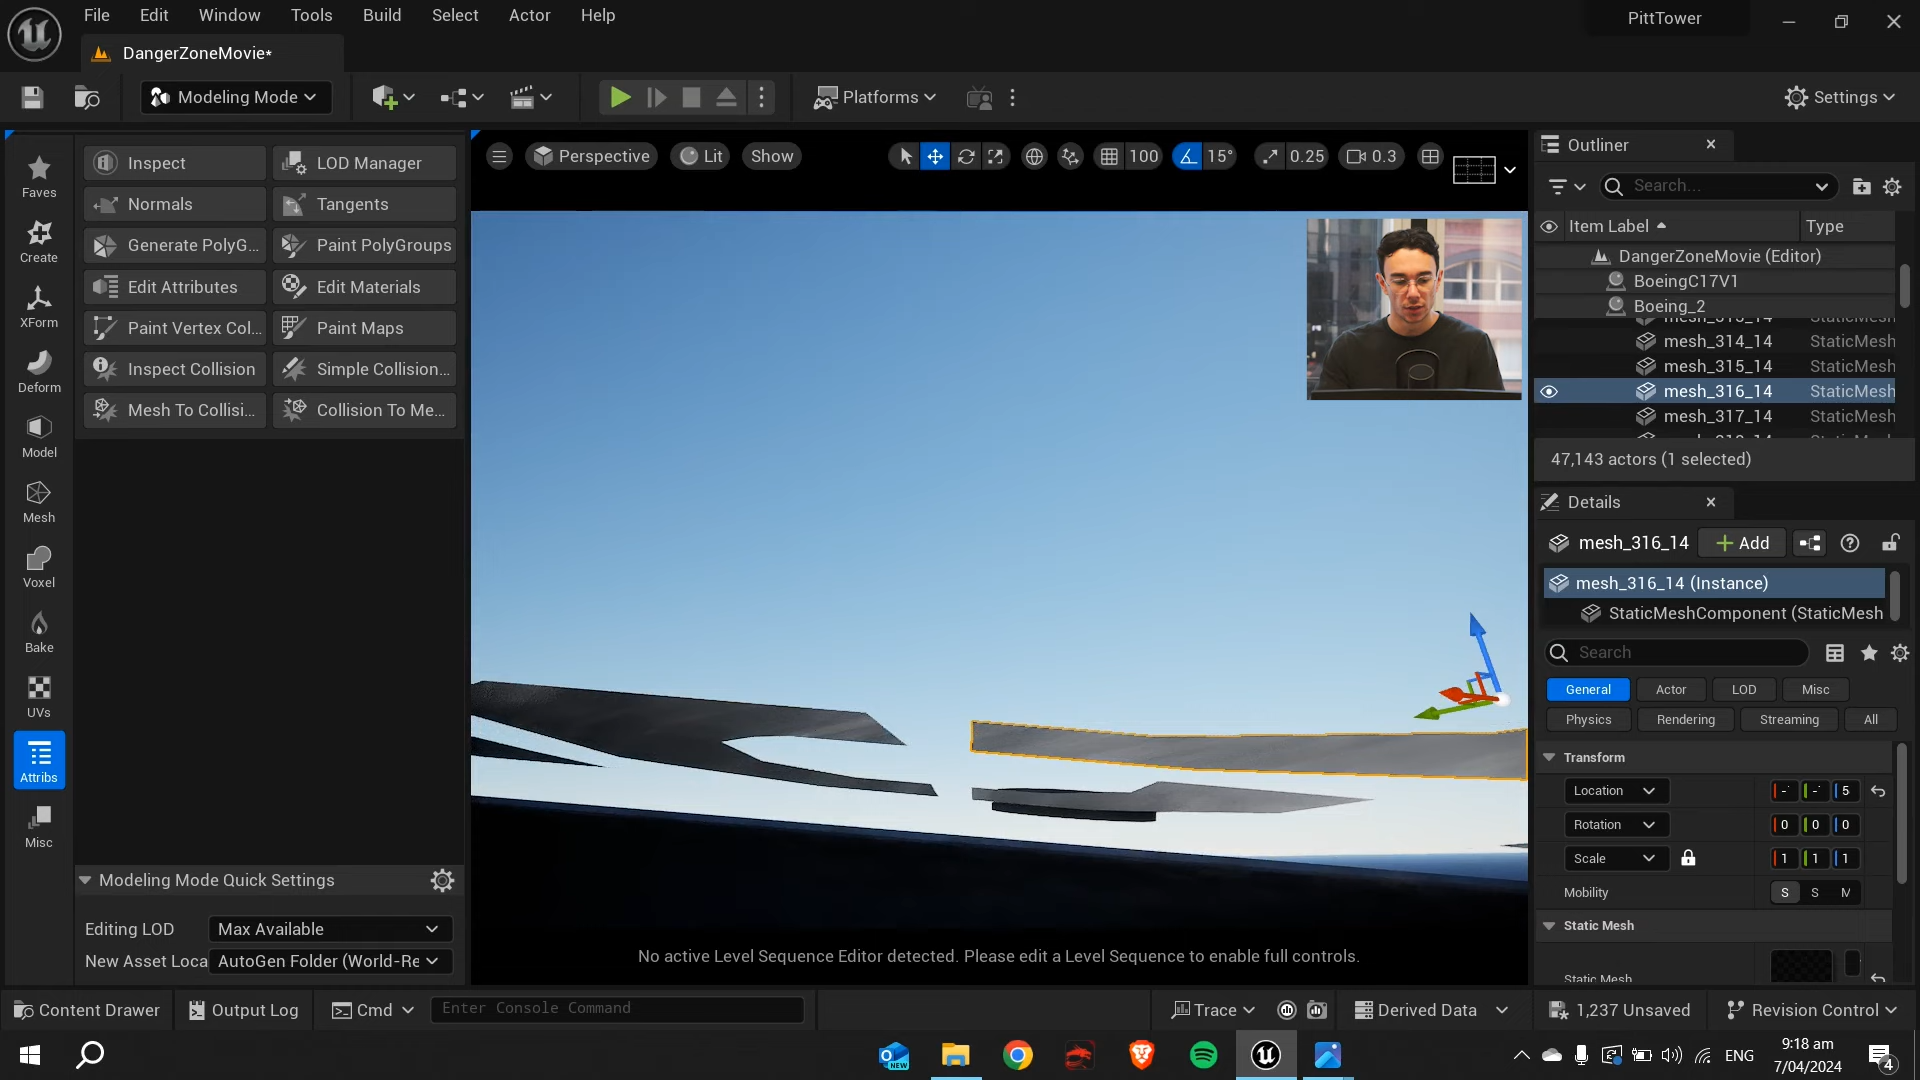 File Edit Window Tools Build Select Actor Help
PittTower
DangerZoneMovie*
Modeling Mode
Platforms
Settings
Faves
Create
XForm
Deform
Model
Mesh
Voxel
Bake
UVs
Attribs
Misc
Inspect LOD Manager
Normals Tangents
Generate PolyG... Paint PolyGroups
Edit Attributes Edit Materials
Paint Vertex Col... Paint Maps
Inspect Collision Simple Collision...
Mesh To Collisi... Collision To Me...
Modeling Mode Quick Settings
Editing LOD Max Available
New Asset Loca AutoGen Folder (World-Re
Perspective Lit Show 100 15° 0.25 0.3
No active Level Sequence Editor detected. Please edit a Level Sequence to enable full controls.
Outliner
Search...
Item Label Type
DangerZoneMovie (Editor)
BoeingC17V1
Boeing_2
mesh_314_14 StaticMesh
mesh_315_14 StaticMesh
mesh_316_14 StaticMesh
mesh_317_14 StaticMesh
47,143 actors (1 selected)
Details
mesh_316_14 Add
mesh_316_14 (Instance)
StaticMeshComponent (StaticMesh
Search
General Actor LOD Misc
Physics Rendering Streaming All
Transform
Location - - 5
Rotation 0 0 0
Scale 1 1 1
Mobility S S M
Static Mesh
Static Mesh
Content Drawer Output Log Cmd Enter Console Command Trace Derived Data 1,237 Unsaved Revision Control
NEW
ENG
9:18 am
7/04/2024
4